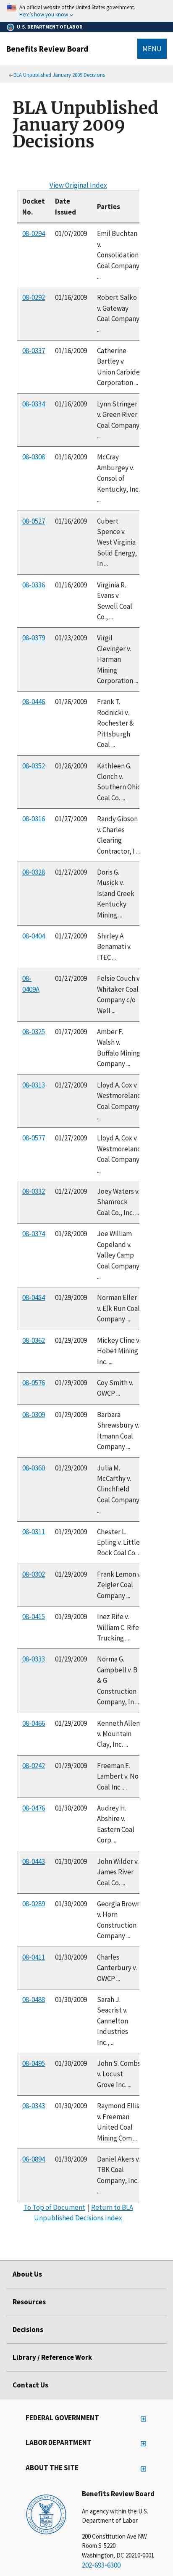 An official website of the United States government.
Here's how you know
U.S. DEPARTMENT OF LABOR
Benefits Review Board
MENU
BLA Unpublished January 2009 Decisions
BLA Unpublished
January 2009
Decisions
View Original Index
Docket No. Date Issued Parties
08-0294 01/07/2009 Emil Buchtan
v.
Consolidation
Coal Company
...
08-0292 01/16/2009 Robert Salko
v. Gateway
Coal Company
...
08-0337 01/16/2009 Catherine
Bartley v.
Union Carbide
Corporation ...
08-0334 01/16/2009 Lynn Stringer
v. Green River
Coal Company
...
08-0308 01/16/2009 McCray
Amburgey v.
Consol of
Kentucky, Inc.
...
08-0527 01/16/2009 Cubert
Spence v.
West Virginia
Solid Energy,
In ...
08-0336 01/16/2009 Virginia R.
Evans v.
Sewell Coal
Co., ...
08-0379 01/23/2009 Virgil
Clevinger v.
Harman
Mining
Corporation ...
08-0446 01/26/2009 Frank T.
Rodnicki v.
Rochester &
Pittsburgh
Coal ...
08-0352 01/26/2009 Kathleen G.
Clonch v.
Southern Ohio
Coal Co. ...
08-0316 01/27/2009 Randy Gibson
v. Charles
Clearing
Contractor, I ...
08-0328 01/27/2009 Doris G.
Musick v.
Island Creek
Kentucky
Mining ...
08-0404 01/27/2009 Shirley A.
Benamati v.
ITEC ...
08-0409A 01/27/2009 Felsie Couch v
Whitaker Coal
Company c/o
Well ...
08-0325 01/27/2009 Amber F.
Walsh v.
Buffalo Mining
Company ...
08-0313 01/27/2009 Lloyd A. Cox v.
Westmoreland
Coal Company
...
08-0577 01/27/2009 Lloyd A. Cox v.
Westmoreland
Coal Company
...
08-0332 01/27/2009 Joey Waters v.
Shamrock
Coal Co., Inc. ...
08-0374 01/28/2009 Joe William
Copeland v.
Valley Camp
Coal Company
...
08-0454 01/29/2009 Norman Eller
v. Elk Run Coal
Company ...
08-0362 01/29/2009 Mickey Cline v
Hobet Mining
Inc. ...
08-0576 01/29/2009 Coy Smith v.
OWCP ...
08-0309 01/29/2009 Barbara
Shrewsbury v.
Itmann Coal
Company ...
08-0360 01/29/2009 Julia M.
McCarthy v.
Clinchfield
Coal Company
...
08-0311 01/29/2009 Chester L.
Epling v. Little
Rock Coal Co.
08-0302 01/29/2009 Frank Lemon v
Zeigler Coal
Company ...
08-0415 01/29/2009 Inez Rife v.
William C. Rife
Trucking ...
08-0333 01/29/2009 Norma G.
Campbell v. B
& G
Construction
Company, In ...
08-0466 01/29/2009 Kenneth Allen
v. Mountain
Clay, Inc. ...
08-0242 01/29/2009 Freeman E.
Lambert v. No
Coal Inc. ...
08-0476 01/30/2009 Audrey H.
Abshire v.
Eastern Coal
Corp. ...
08-0443 01/30/2009 John Wilder v.
James River
Coal Co. ...
08-0289 01/30/2009 Georgia Brown
v. Horn
Construction
Company ...
08-0411 01/30/2009 Charles
Canterbury v.
OWCP ...
08-0488 01/30/2009 Sarah J.
Seacrist v.
Cannelton
Industries
Inc., ...
08-0495 01/30/2009 John S. Combs
v. Locust
Grove Inc. ...
08-0343 01/30/2009 Raymond Ellis
v. Freeman
United Coal
Mining Com ...
06-0894 01/30/2009 Daniel Akers v.
TBK Coal
Company, Inc.
...
To Top of Document | Return to BLA
Unpublished Decisions Index
About Us
Resources
Decisions
Library / Reference Work
Contact Us
FEDERAL GOVERNMENT
LABOR DEPARTMENT
ABOUT THE SITE
Benefits Review Board
An agency within the U.S.
Department of Labor
200 Constitution Ave NW
Room S-5220
Washington, DC 20210-0001
202-693-6300